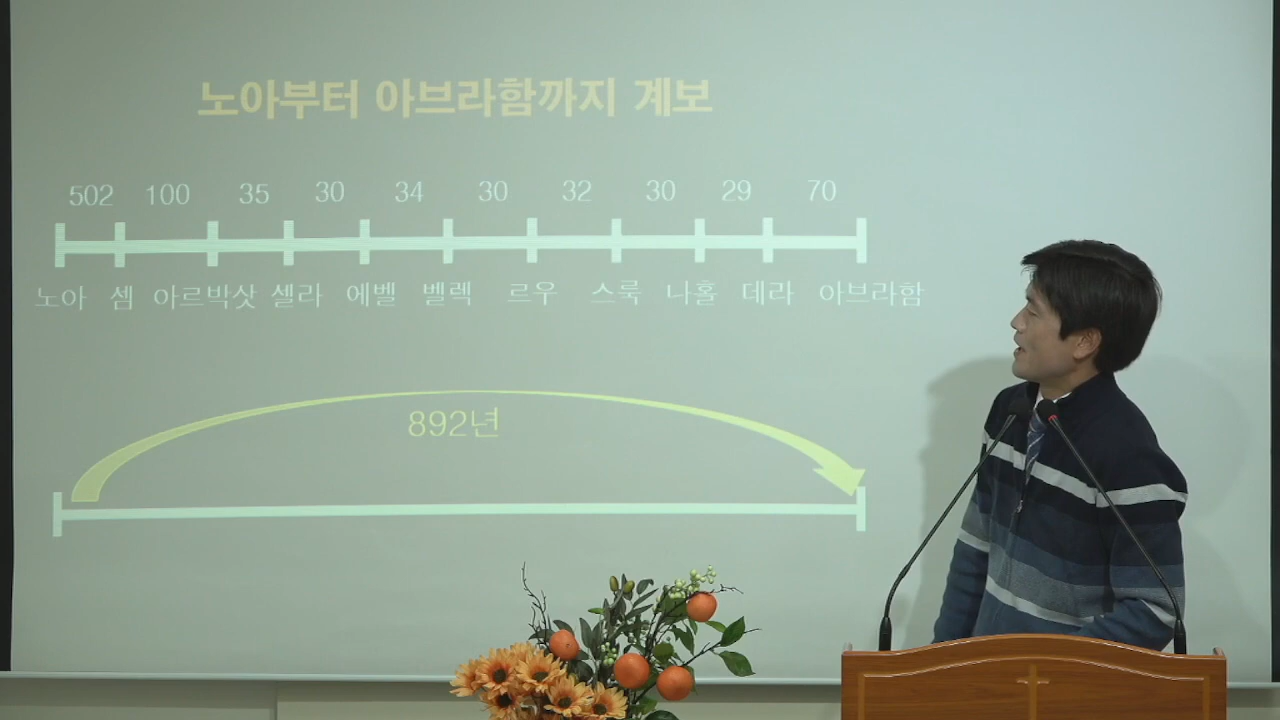 노아부터 아브라함까지 계보
502 100 35 30 34 30 32 30 29 70
노아 셈 아르박삿 셀라 에벨 벨렉 르우 스룩 나홀 데라 아브라함
892년